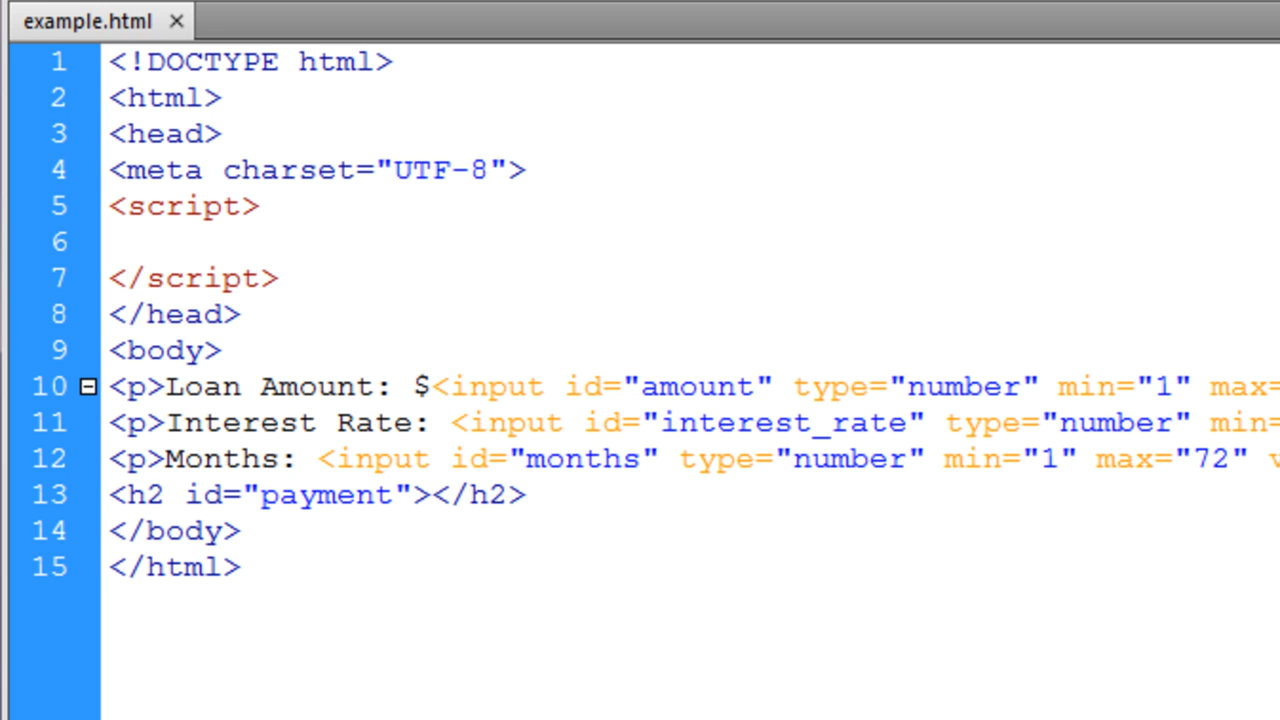 example.html ×
1 <!DOCTYPE html>
2 <html>
3 <head>
4 <meta charset="UTF-8">
5 <script>
6
7 </script>
8 </head>
9 <body>
10 <p>Loan Amount: $<input id="amount" type="number" min="1" max=
11 <p>Interest Rate: <input id="interest_rate" type="number" min=
12 <p>Months: <input id="months" type="number" min="1" max="72" v
13 <h2 id="payment"></h2>
14 </body>
15 </html>